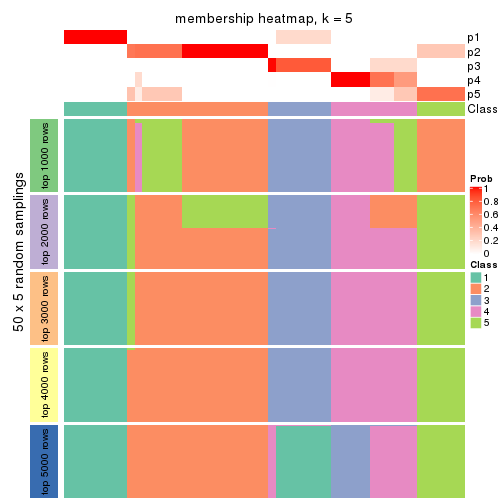 membership heatmap, k = 5
p1
p2
p3
p4
p5
Class
50 x 5 random samplings
top 1000 rows
top 2000 rows
top 3000 rows
top 4000 rows
top 5000 rows
Prob
1
0.8
0.6
0.4
0.2
0
Class
1
2
3
4
5